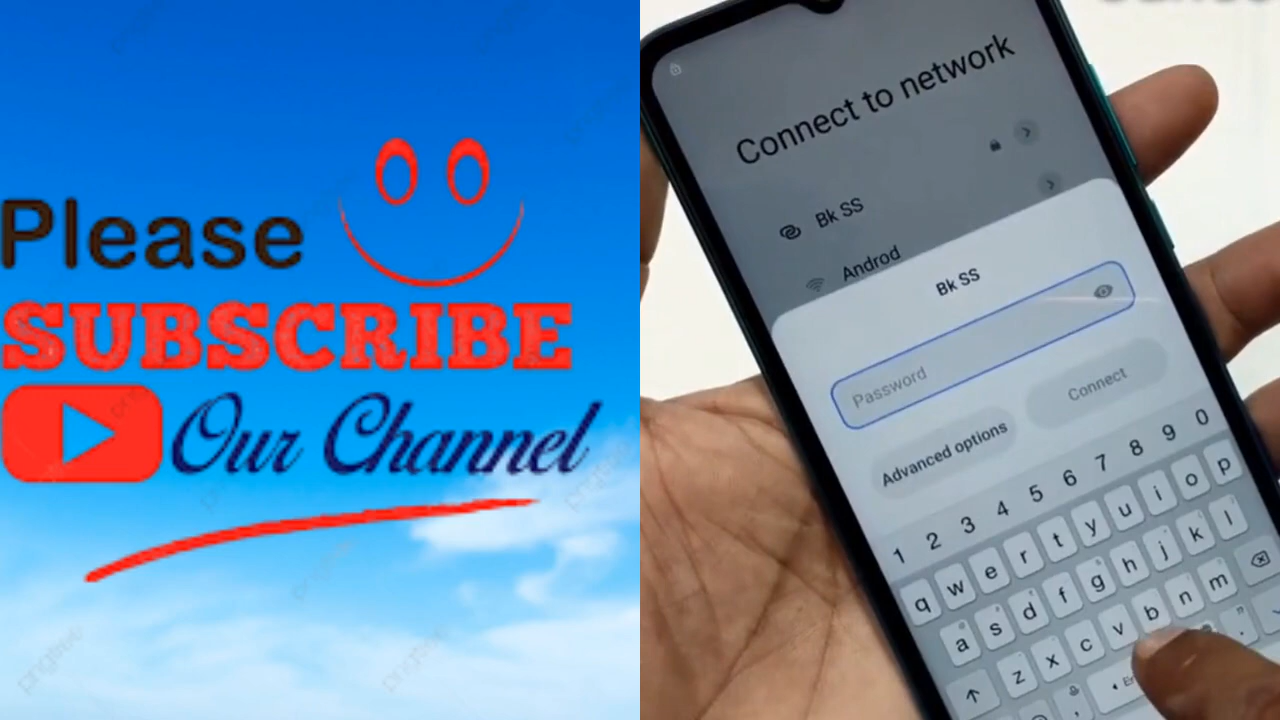 Please
SUBSCRIBE
Our Channel
Connect to network
Bk SS
Androd
Bk SS
Password
Advanced options
Connect
1 2 3 4 5 6 7 8 9 0
q w e r t y u i o p
a s d f g h j k l
z x c v b n m